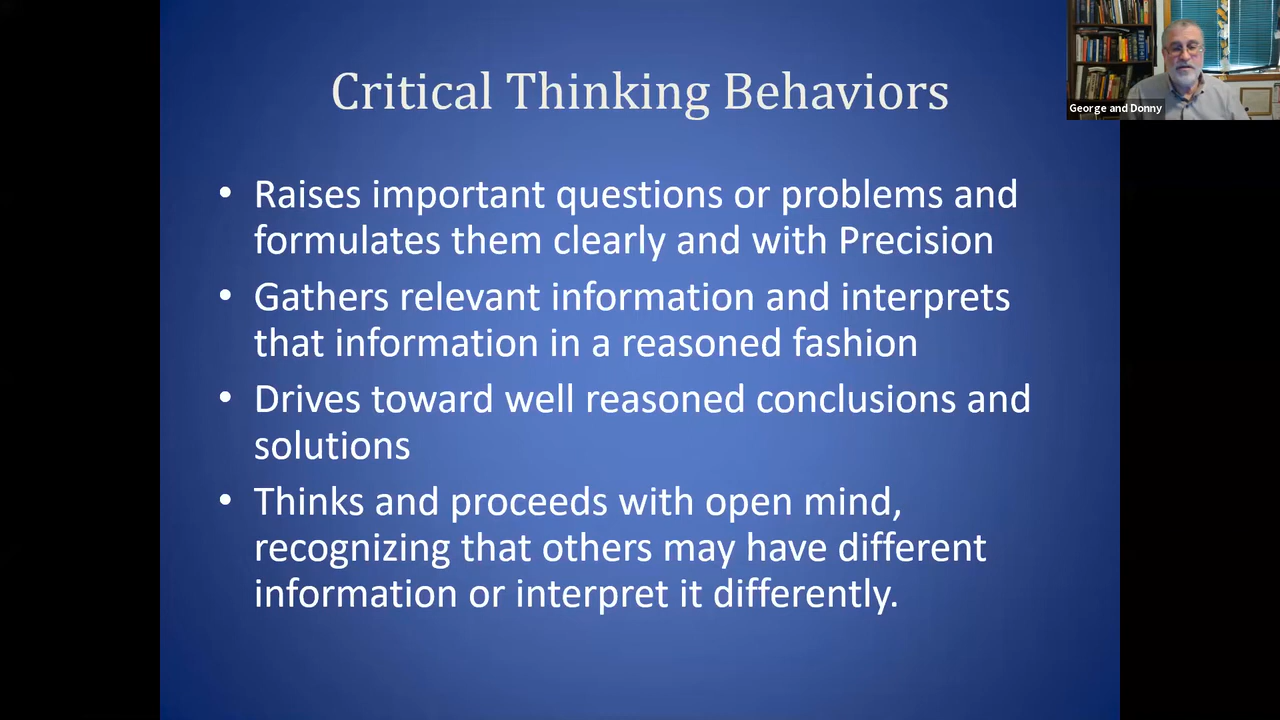 Critical Thinking Behaviors
George and Donny
• Raises important questions or problems and
formulates them clearly and with Precision
• Gathers relevant information and interprets
that information in a reasoned fashion
• Drives toward well reasoned conclusions and
solutions
• Thinks and proceeds with open mind,
recognizing that others may have different
information or interpret it differently.